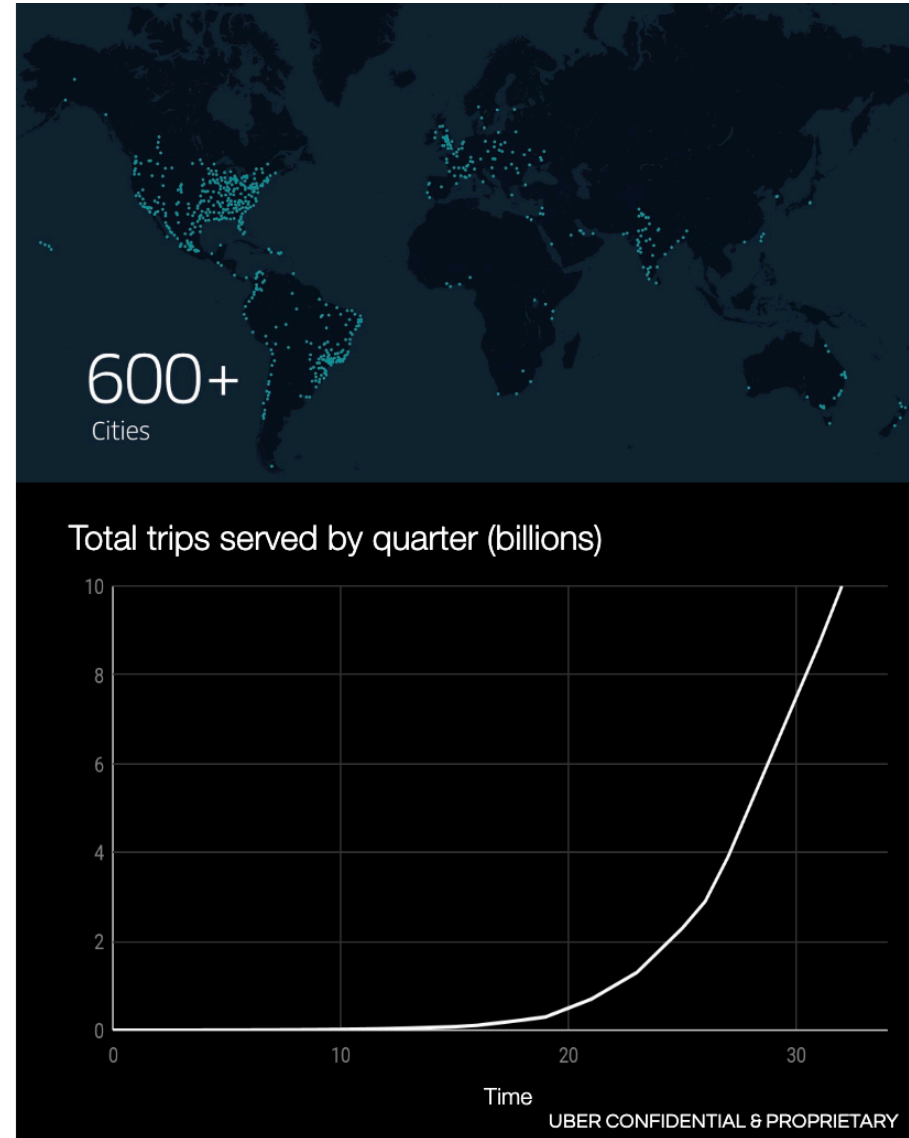 600+
Cities
Total trips served by quarter (billions)
10
8
6
4
2
0
0 10 20 30
Time
UBER CONFIDENTIAL & PROPRIETARY